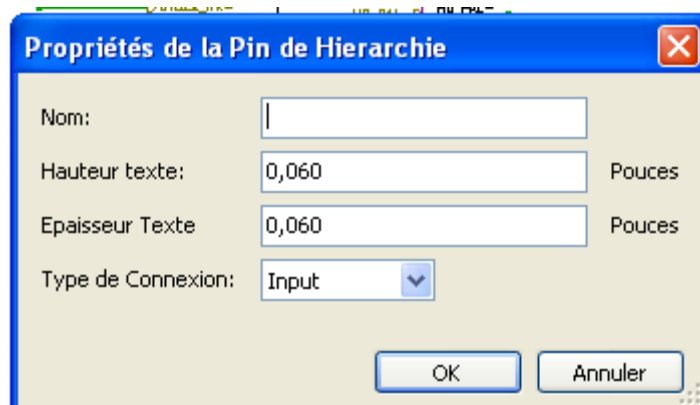 Propriétés de la Pin de Hierarchie
Nom:
Hauteur texte: 0,060 Pouces
Epaisseur Texte 0,060 Pouces
Type de Connexion: Input
OK Annuler